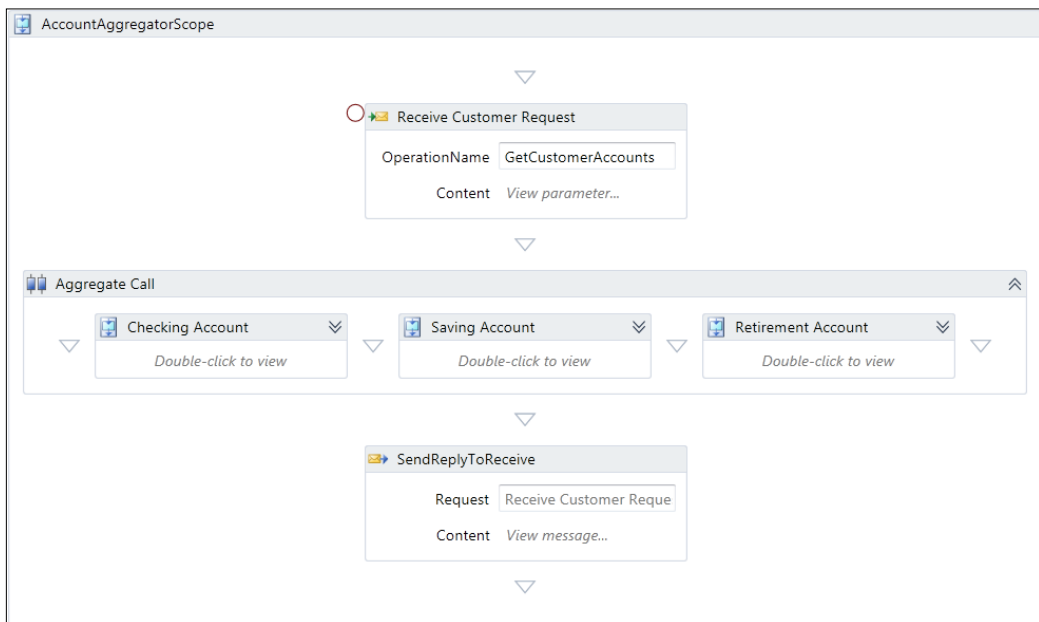 AccountAggregatorScope
Receive Customer Request
OperationName GetCustomerAccounts
Content View parameter...
Aggregate Call
Checking Account Saving Account Retirement Account
Double-click to view Double-click to view Double-click to view
SendReplyToReceive
Request Receive Customer Reque
Content View message...